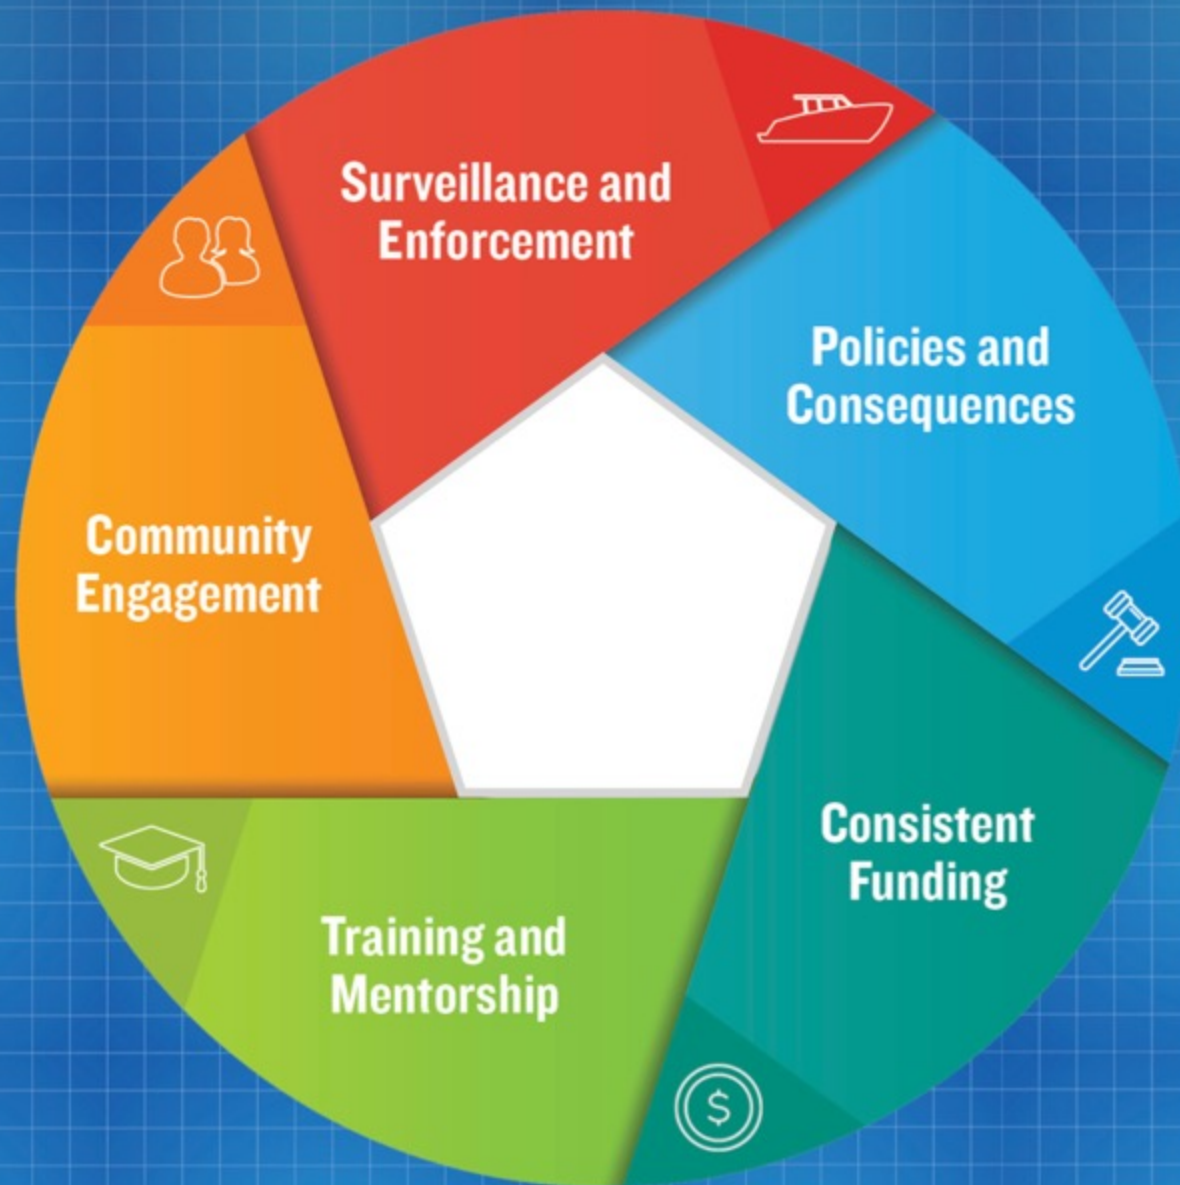 Surveillance and
Enforcement
Policies and
Consequences
Consistent
Funding
Training and
Mentorship
Community
Engagement
$